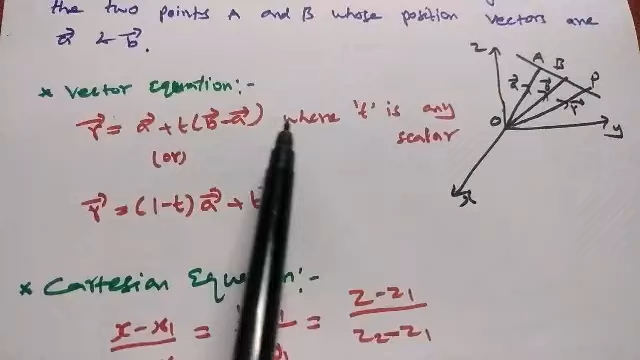 the two points A and B whose position vectors are
a⃗ & b⃗.
* Vector Equation:-
r⃗ = a⃗ + t(b⃗-a⃗) where 't' is any
scalar
(or)
r⃗ = (1-t)a⃗ + t
* Cartesian Equation:-
x-x₁ = = z-z₁
z₂-z₁
z
A
B
P
a⃗
r⃗
O
y
x